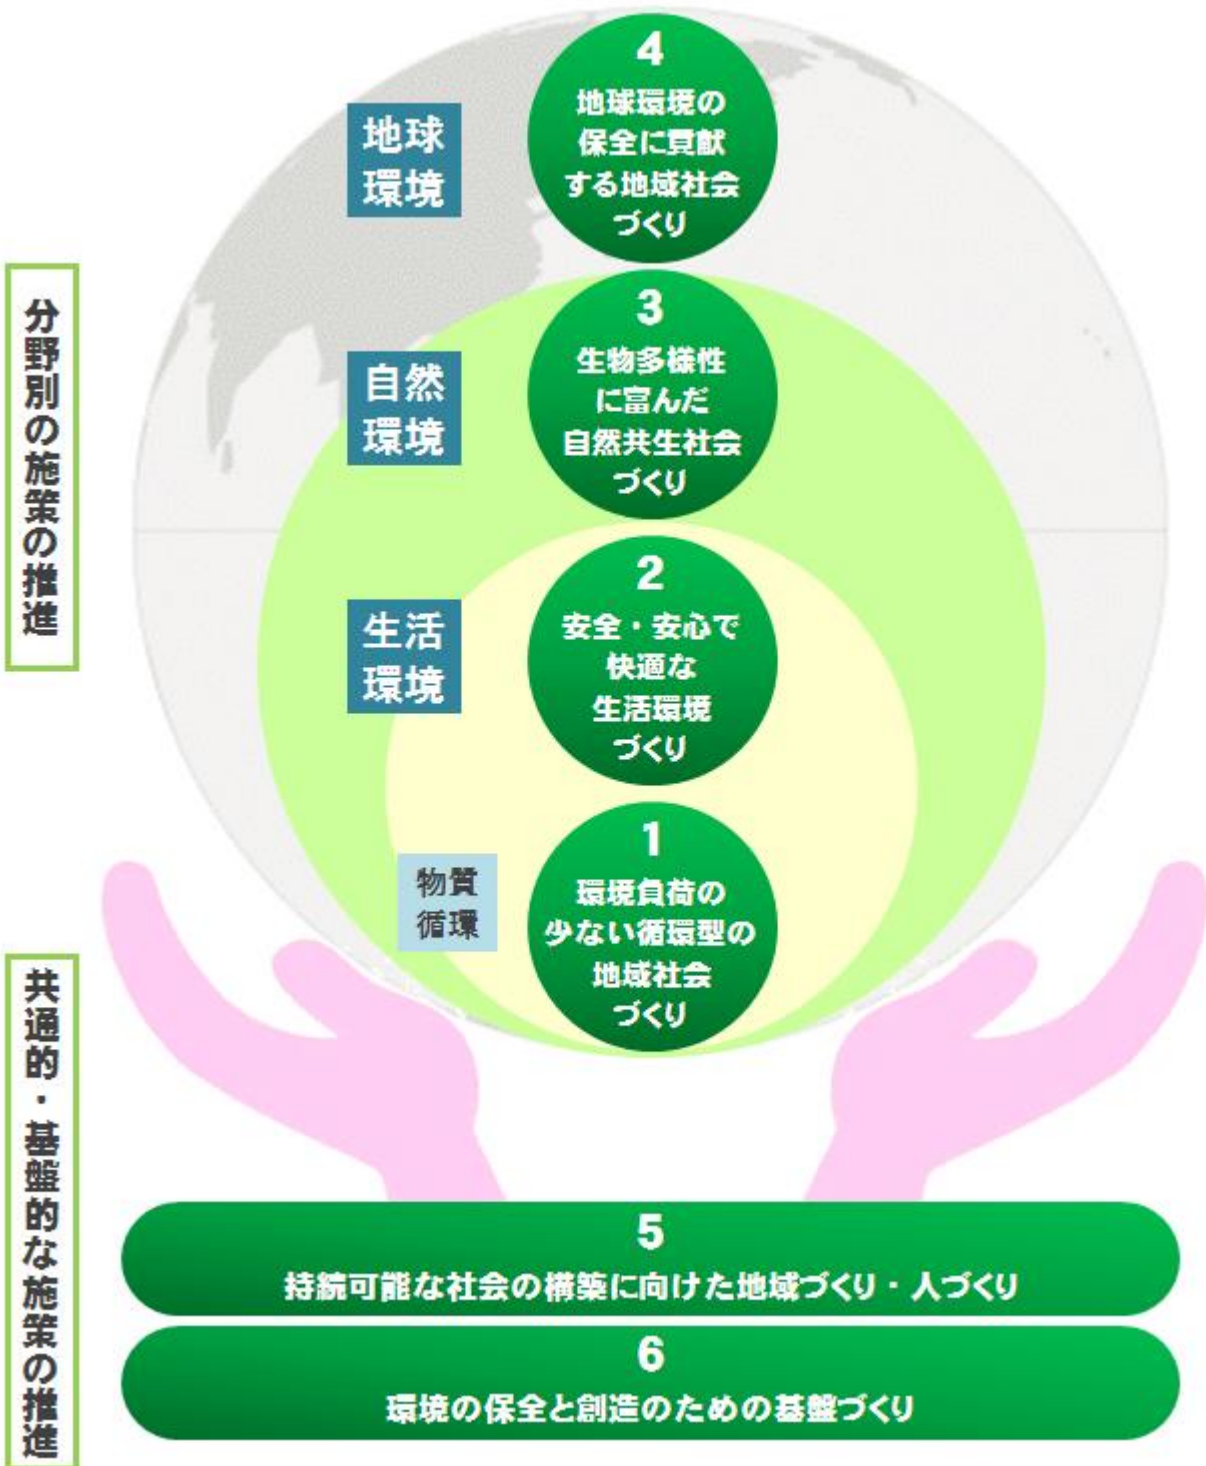 分野別の施策の推進
地球
環境
4
地球環境の
保全に貢献
する地域社会
づくり
自然
環境
3
生物多様性
に富んだ
自然共生社会
づくり
生活
環境
2
安全・安心で
快適な
生活環境
づくり
物質
循環
1
環境負荷の
少ない循環型の
地域社会
づくり
共通的・基盤的な施策の推進
5
持続可能な社会の構築に向けた地域づくり・人づくり
6
環境の保全と創造のための基盤づくり